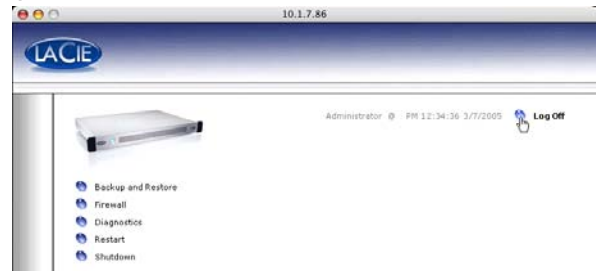 10.1.7.86
LACIE
Administrator @ PM 12:34:36 3/7/2005 Log Off
Backup and Restore
Firewall
Diagnostics
Restart
Shutdown